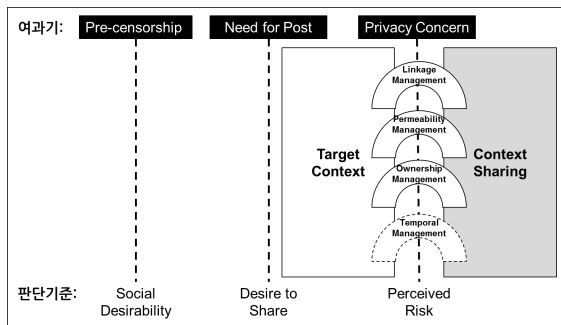 여과기: Pre-censorship Need for Post Privacy Concern
Linkage
Management
Permeability
Management
Target
Context
Context
Sharing
Ownership
Management
Temporal
Management
판단기준: Social
Desirability
Desire to
Share
Perceived
Risk